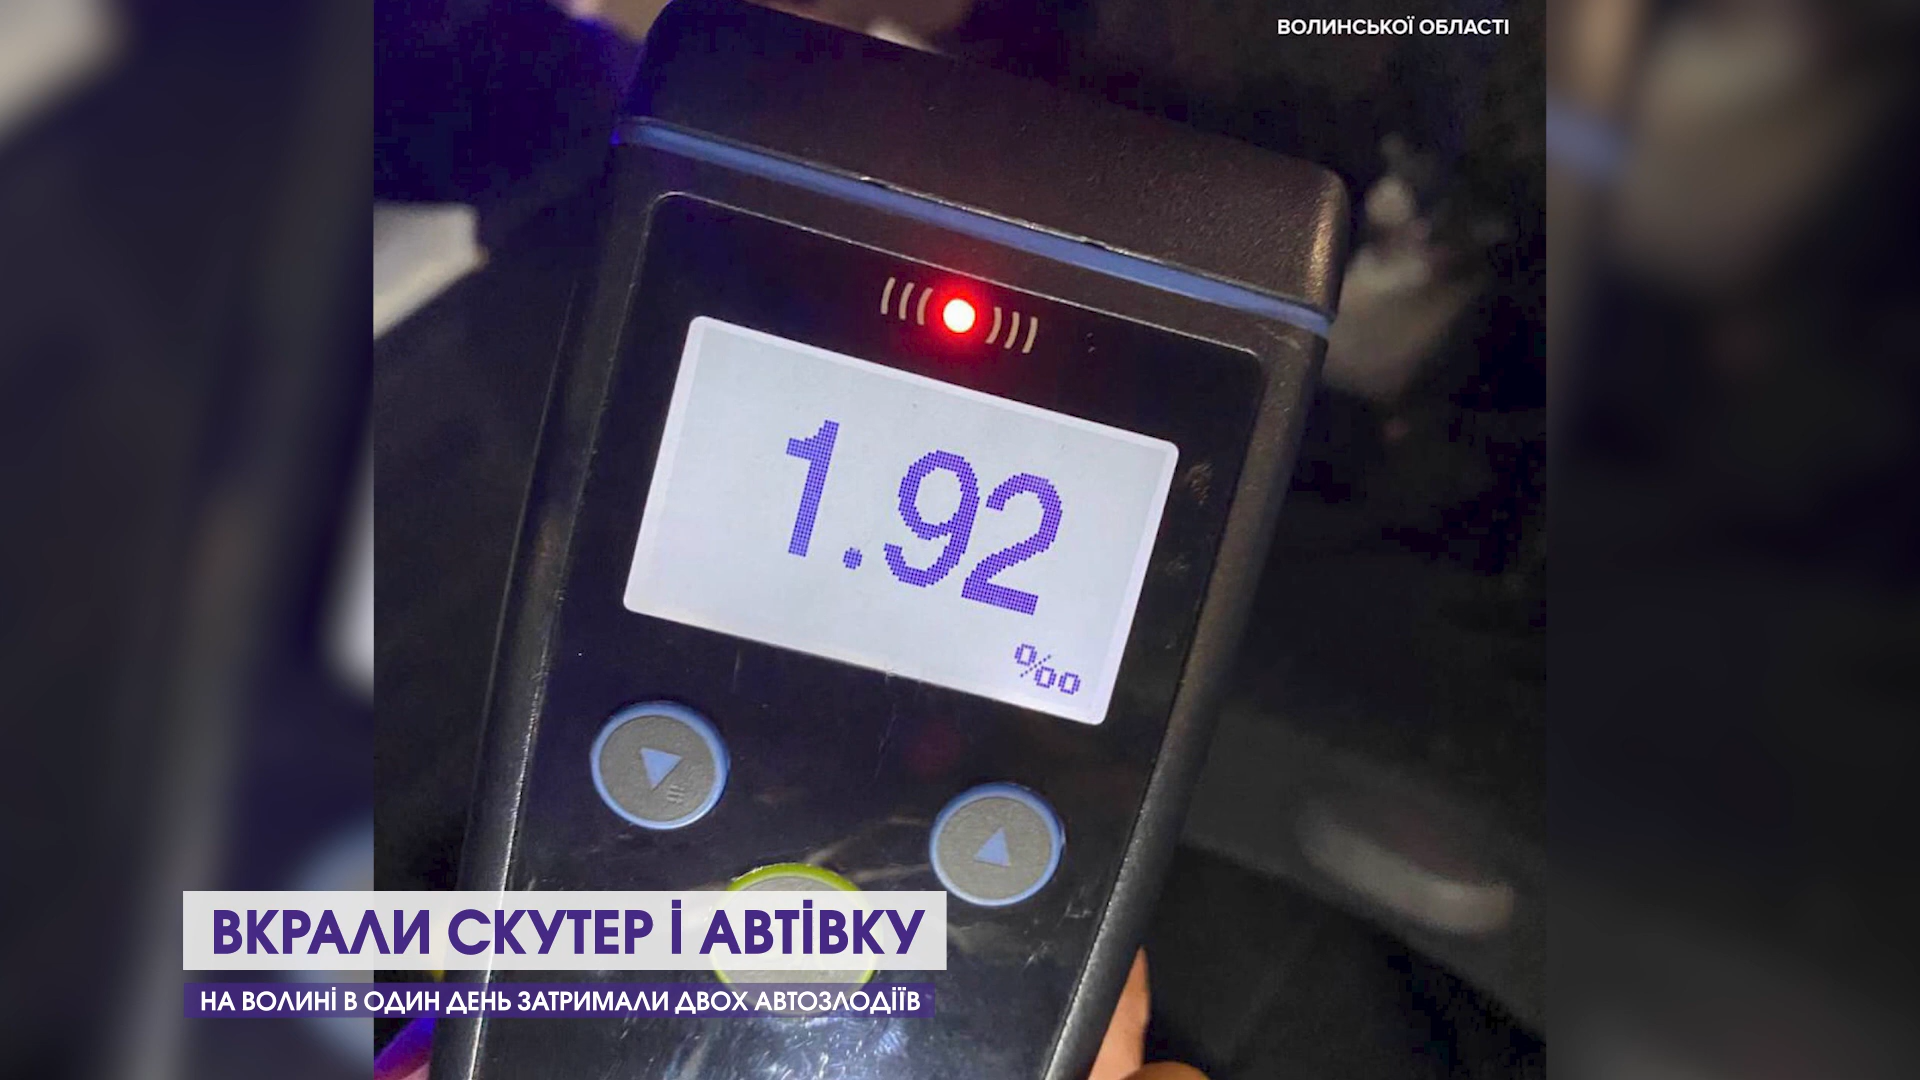 ВОЛИНСЬКОЇ ОБЛАСТІ
1.92
‰
ВКРАЛИ СКУТЕР І АВТІВКУ
НА ВОЛИНІ В ОДИН ДЕНЬ ЗАТРИМАЛИ ДВОХ АВТОЗЛОДІЇВ